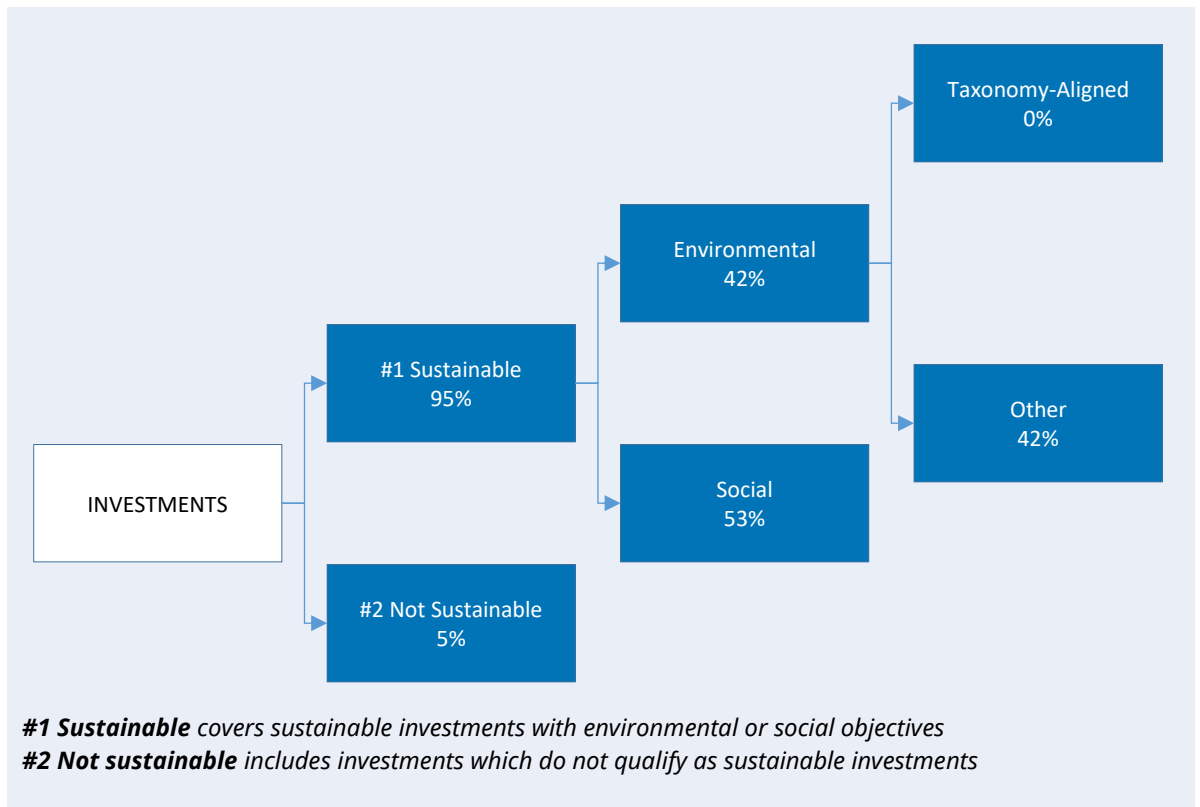 INVESTMENTS
#1 Sustainable
95%
#2 Not Sustainable
5%
Environmental
42%
Social
53%
Taxonomy-Aligned
0%
Other
42%
#1 Sustainable covers sustainable investments with environmental or social objectives
#2 Not sustainable includes investments which do not qualify as sustainable investments